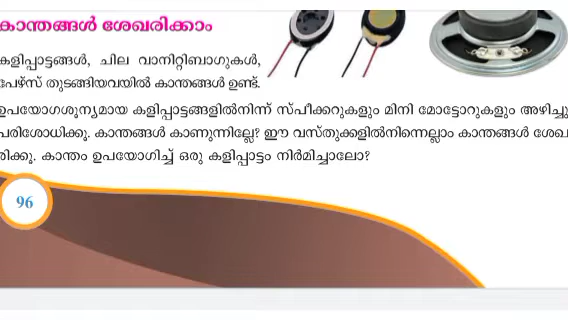 കാന്തങ്ങൾ ശേഖരിക്കാം
കളിപ്പാട്ടങ്ങൾ, ചില വാനിറ്റിബാഗുകൾ,
പേഴ്സ് തുടങ്ങിയവയിൽ കാന്തങ്ങൾ ഉണ്ട്.
ഉപയോഗശൂന്യമായ കളിപ്പാട്ടങ്ങളിൽനിന്ന് സ്പീക്കറുകളും മിനി മോട്ടോറുകളും അഴിച്ചു
പരിശോധിക്കൂ. കാന്തങ്ങൾ കാണുന്നില്ലേ? ഈ വസ്തുക്കളിൽനിന്നെല്ലാം കാന്തങ്ങൾ ശേഖ
രിക്കൂ. കാന്തം ഉപയോഗിച്ച് ഒരു കളിപ്പാട്ടം നിർമിച്ചാലോ?
96